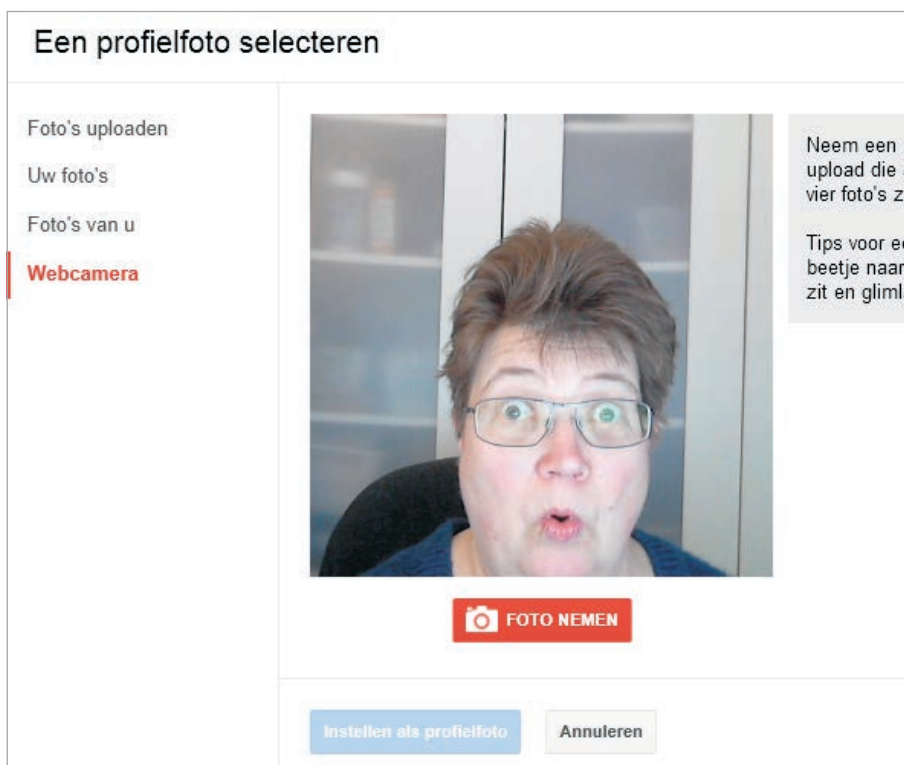 Een profielfoto selecteren
Foto's uploaden
Uw foto's
Foto's van u
Webcamera
Neem een
upload die
vier foto's z
Tips voor e
beetje naar
zit en gliml
FOTO NEMEN
Instellen als profielfoto
Annuleren